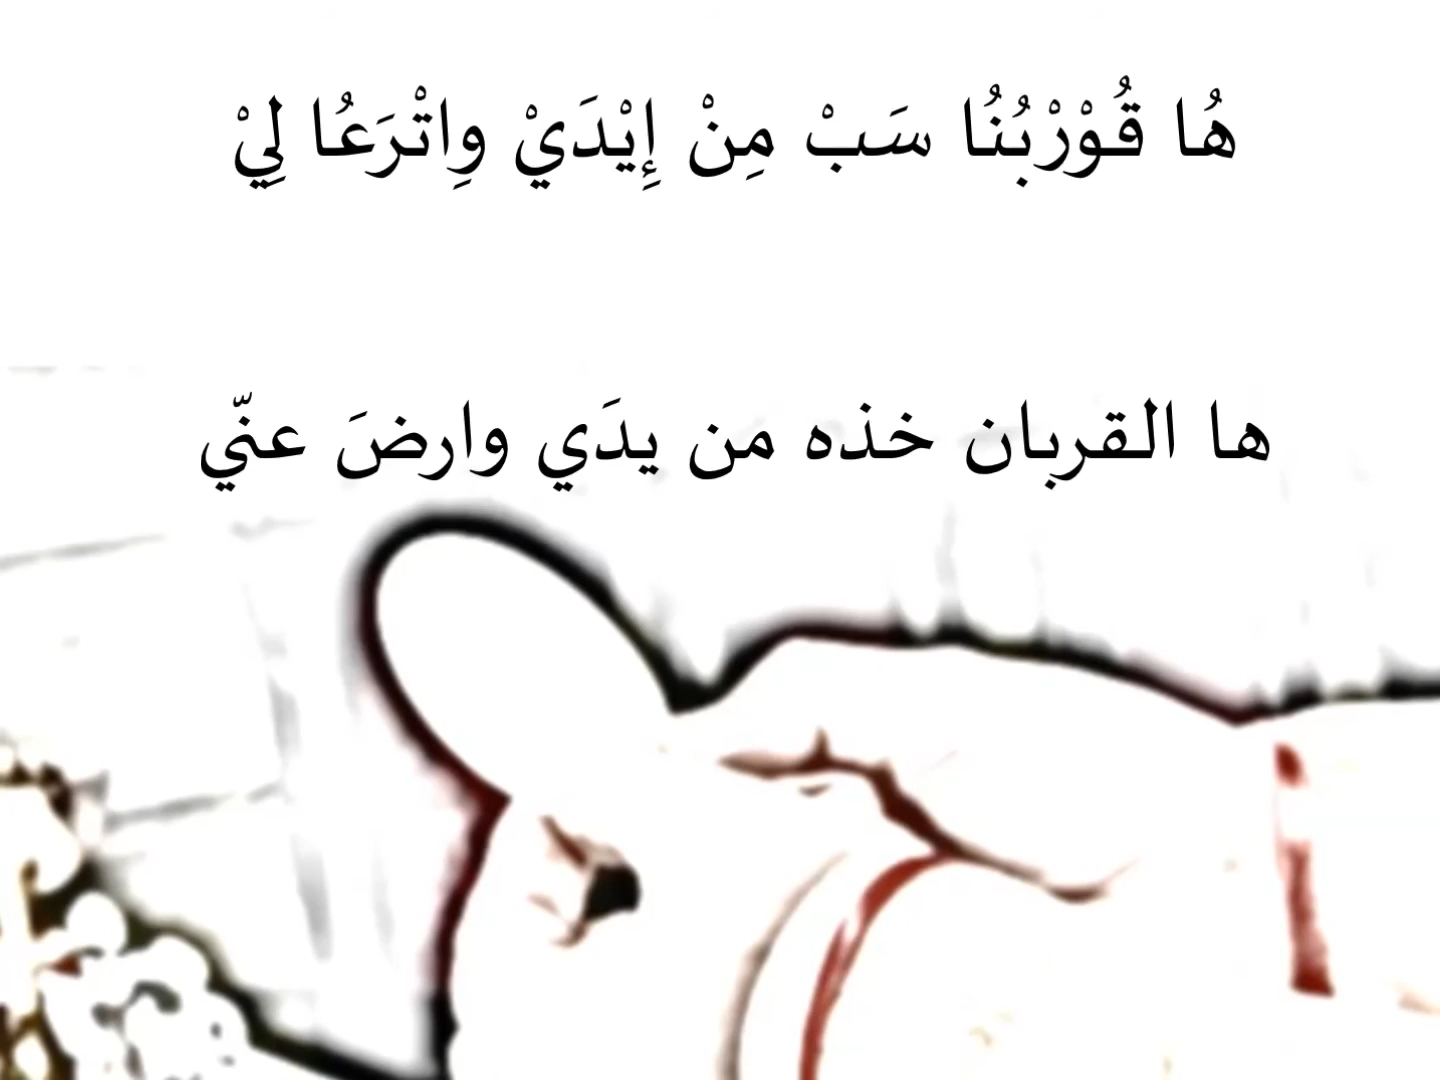 هُا قُوْرْبُنُا سَبْ مِنْ إِيْدَيْ وِاتْرَعُا لِيْ
ها القربان خذه من يدَي وارضَ عنّي